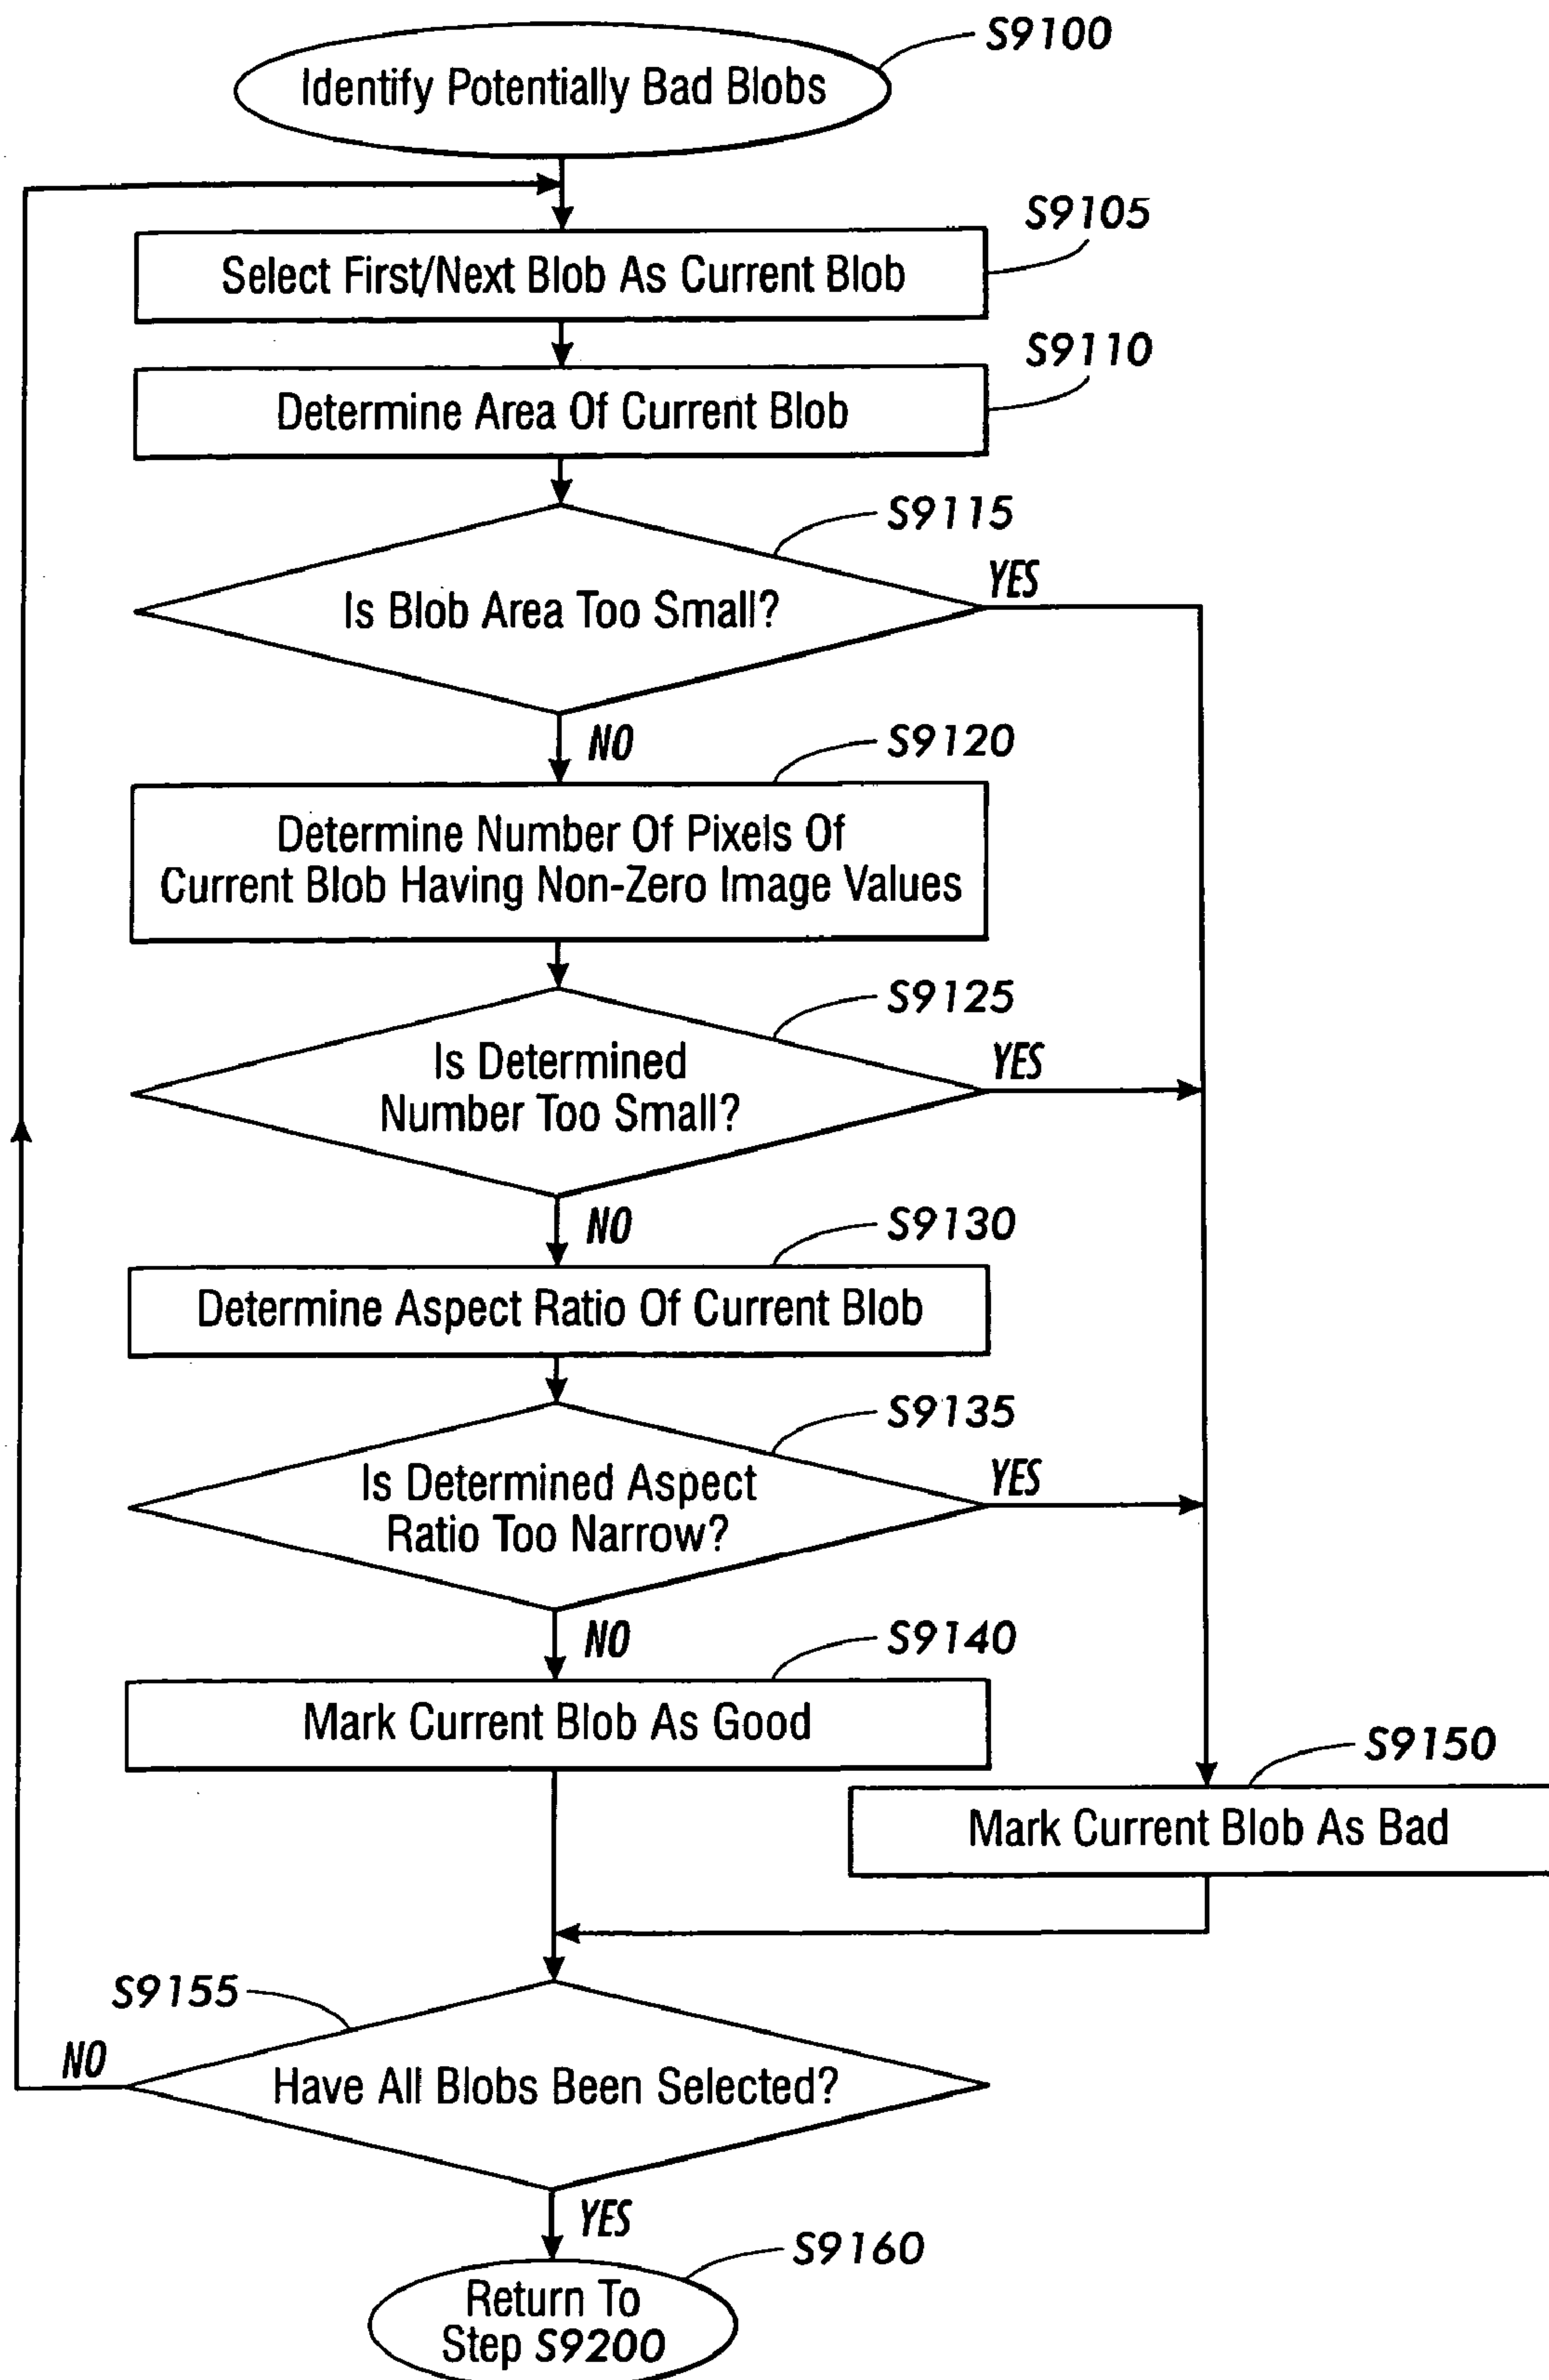 S9100
Identify Potentially Bad Blobs
S9105
Select First/Next Blob As Current Blob
S9110
Determine Area Of Current Blob
S9115
Is Blob Area Too Small?
YES
NO
S9120
Determine Number Of Pixels Of
Current Blob Having Non-Zero Image Values
S9125
Is Determined
Number Too Small?
YES
NO
S9130
Determine Aspect Ratio Of Current Blob
S9135
Is Determined Aspect
Ratio Too Narrow?
YES
NO
S9140
Mark Current Blob As Good
S9150
Mark Current Blob As Bad
S9155
NO
Have All Blobs Been Selected?
YES
S9160
Return To
Step S9200